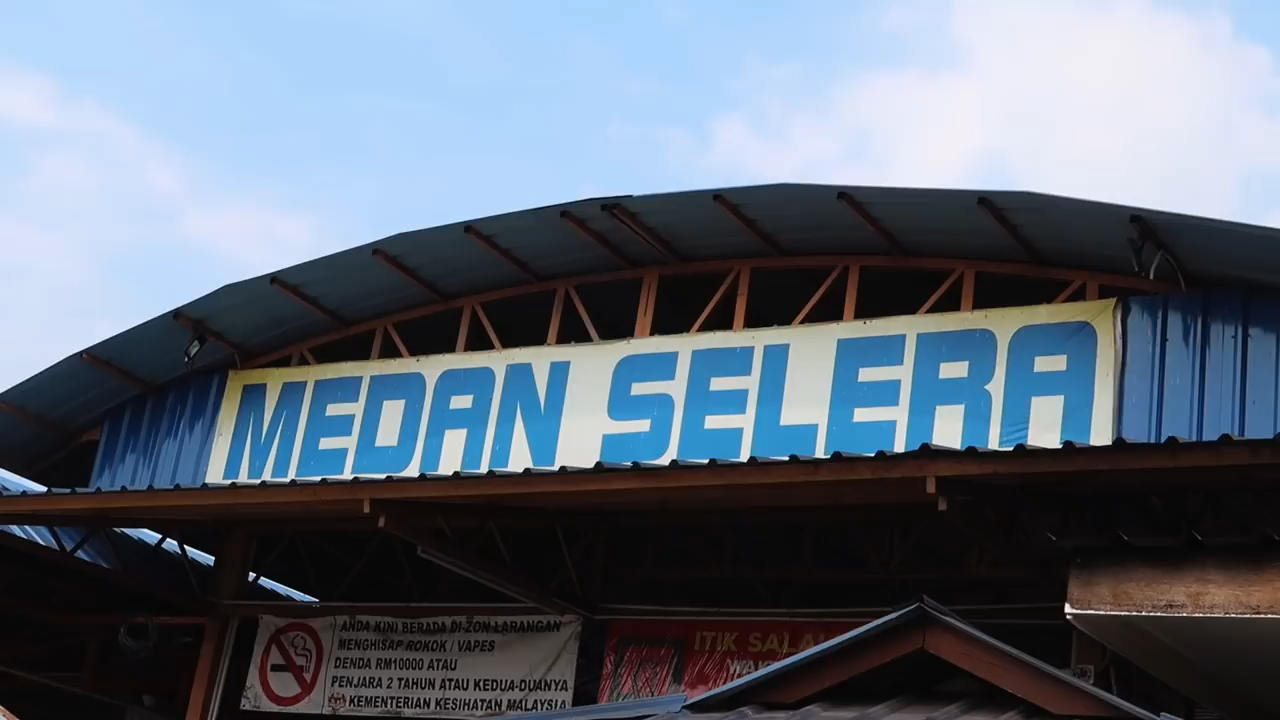 MEDAN SELERA
ANDA KINI BERADA DI ZON LARANGAN
MENGHISAP ROKOK / VAPES
DENDA RM10000 ATAU
PENJARA 2 TAHUN ATAU KEDUA-DUANYA
KEMENTERIAN KESIHATAN MALAYSIA
ITIK